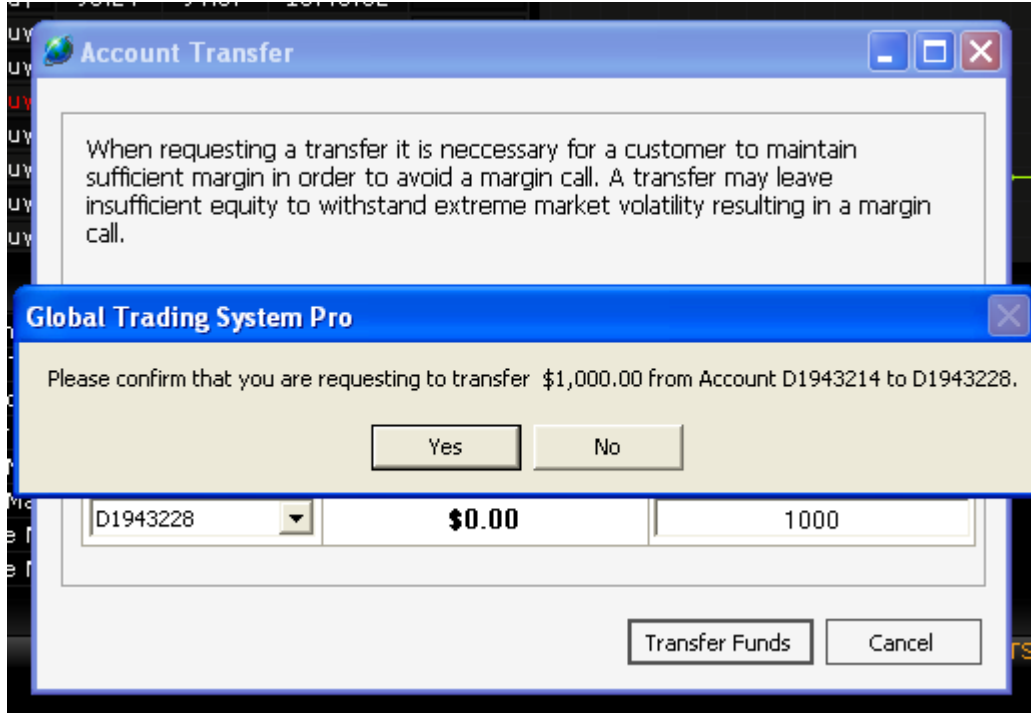 Account Transfer
When requesting a transfer it is neccessary for a customer to maintain
sufficient margin in order to avoid a margin call. A transfer may leave
insufficient equity to withstand extreme market volatility resulting in a margin
call.
Global Trading System Pro
Please confirm that you are requesting to transfer  $1,000.00 from Account D1943214 to D1943228.
Yes No
D1943228 $0.00 1000
Transfer Funds Cancel